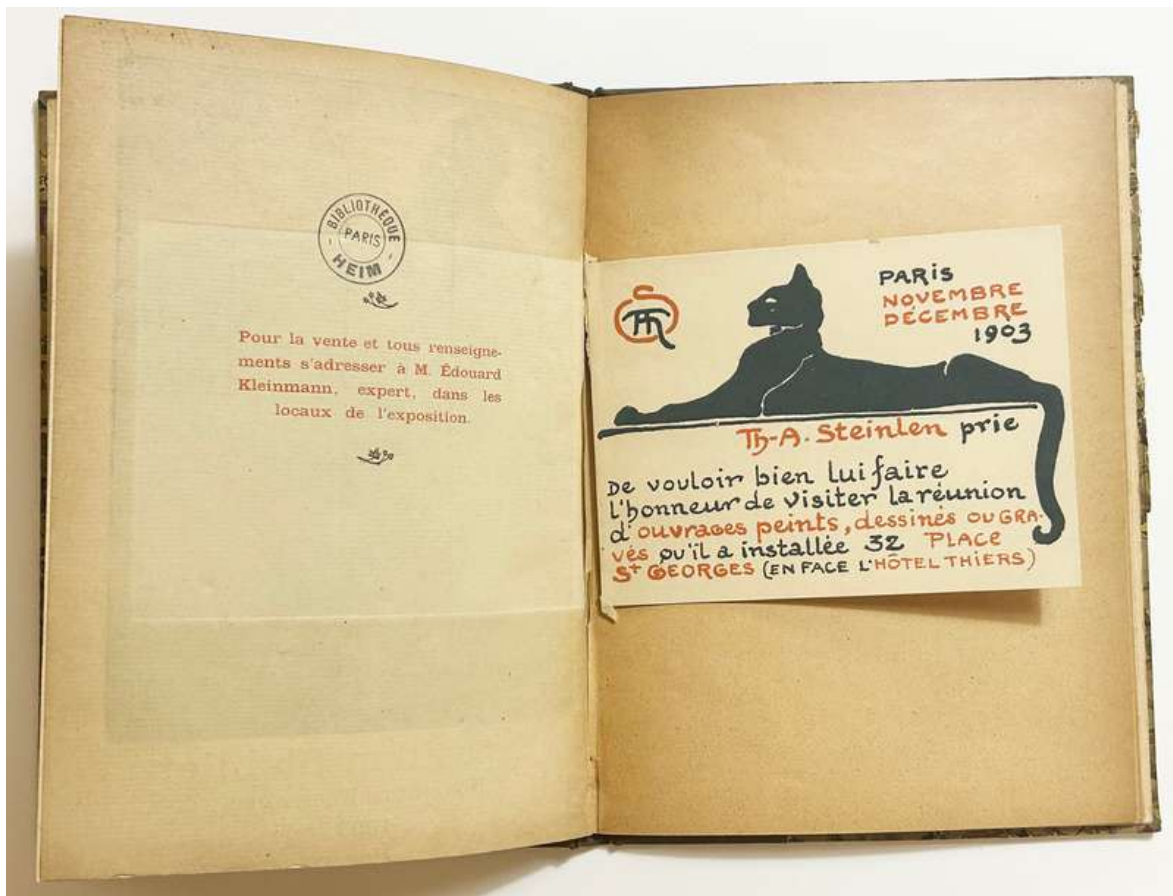 BIBLIOTHÈQUE
PARIS
HEIM
Pour la vente et tous renseigne-
ments s'adresser à M. Édouard
Kleinmann, expert, dans les
locaux de l'exposition.
PARiS
NOVEMBRE
DÉCEMBRE
1903
Th-A. Steinlen prie
De vouloir bien lui faire
l'honneur de visiter la réunion
d'ouvrages peints, dessinés ou GRA-
vés qu'il a installée 32 PLACE
St GEORGES (EN FACE L'HÔTEL THIERS)